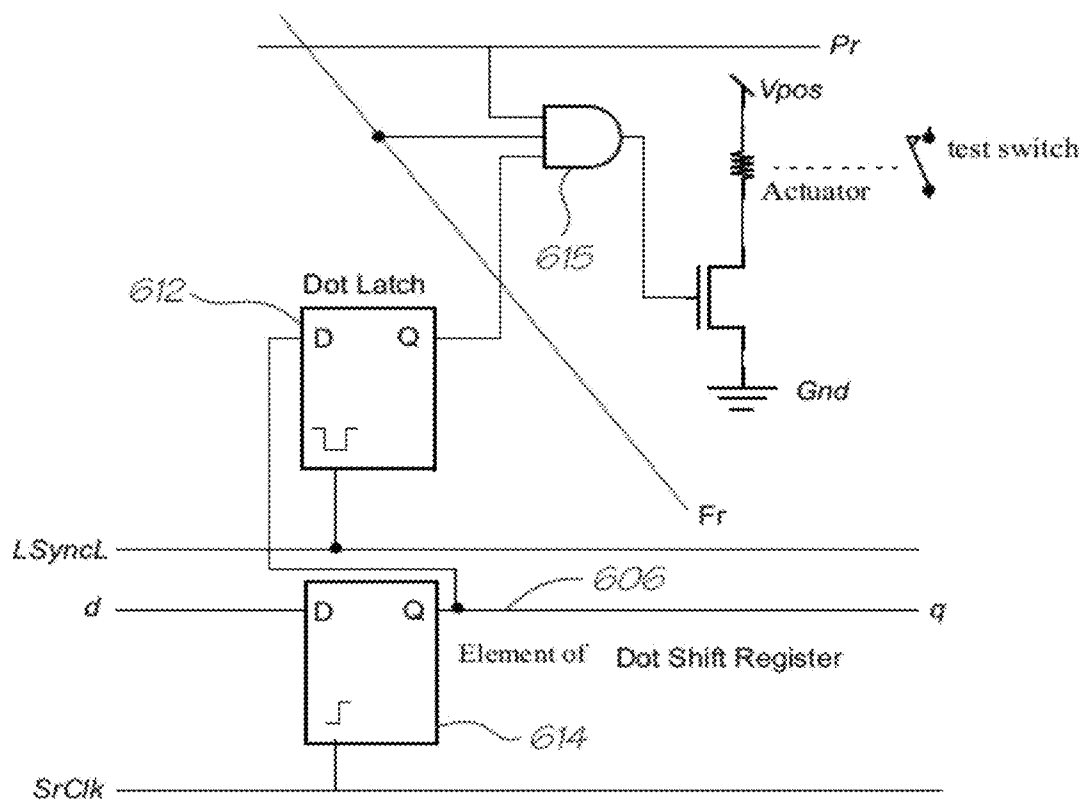 Pr
Vpos
test switch
Actuator
615
612
Dot Latch
D Q
Gnd
Fr
LSyncL
606
d
D Q
q
Element of Dot Shift Register
614
SrClk